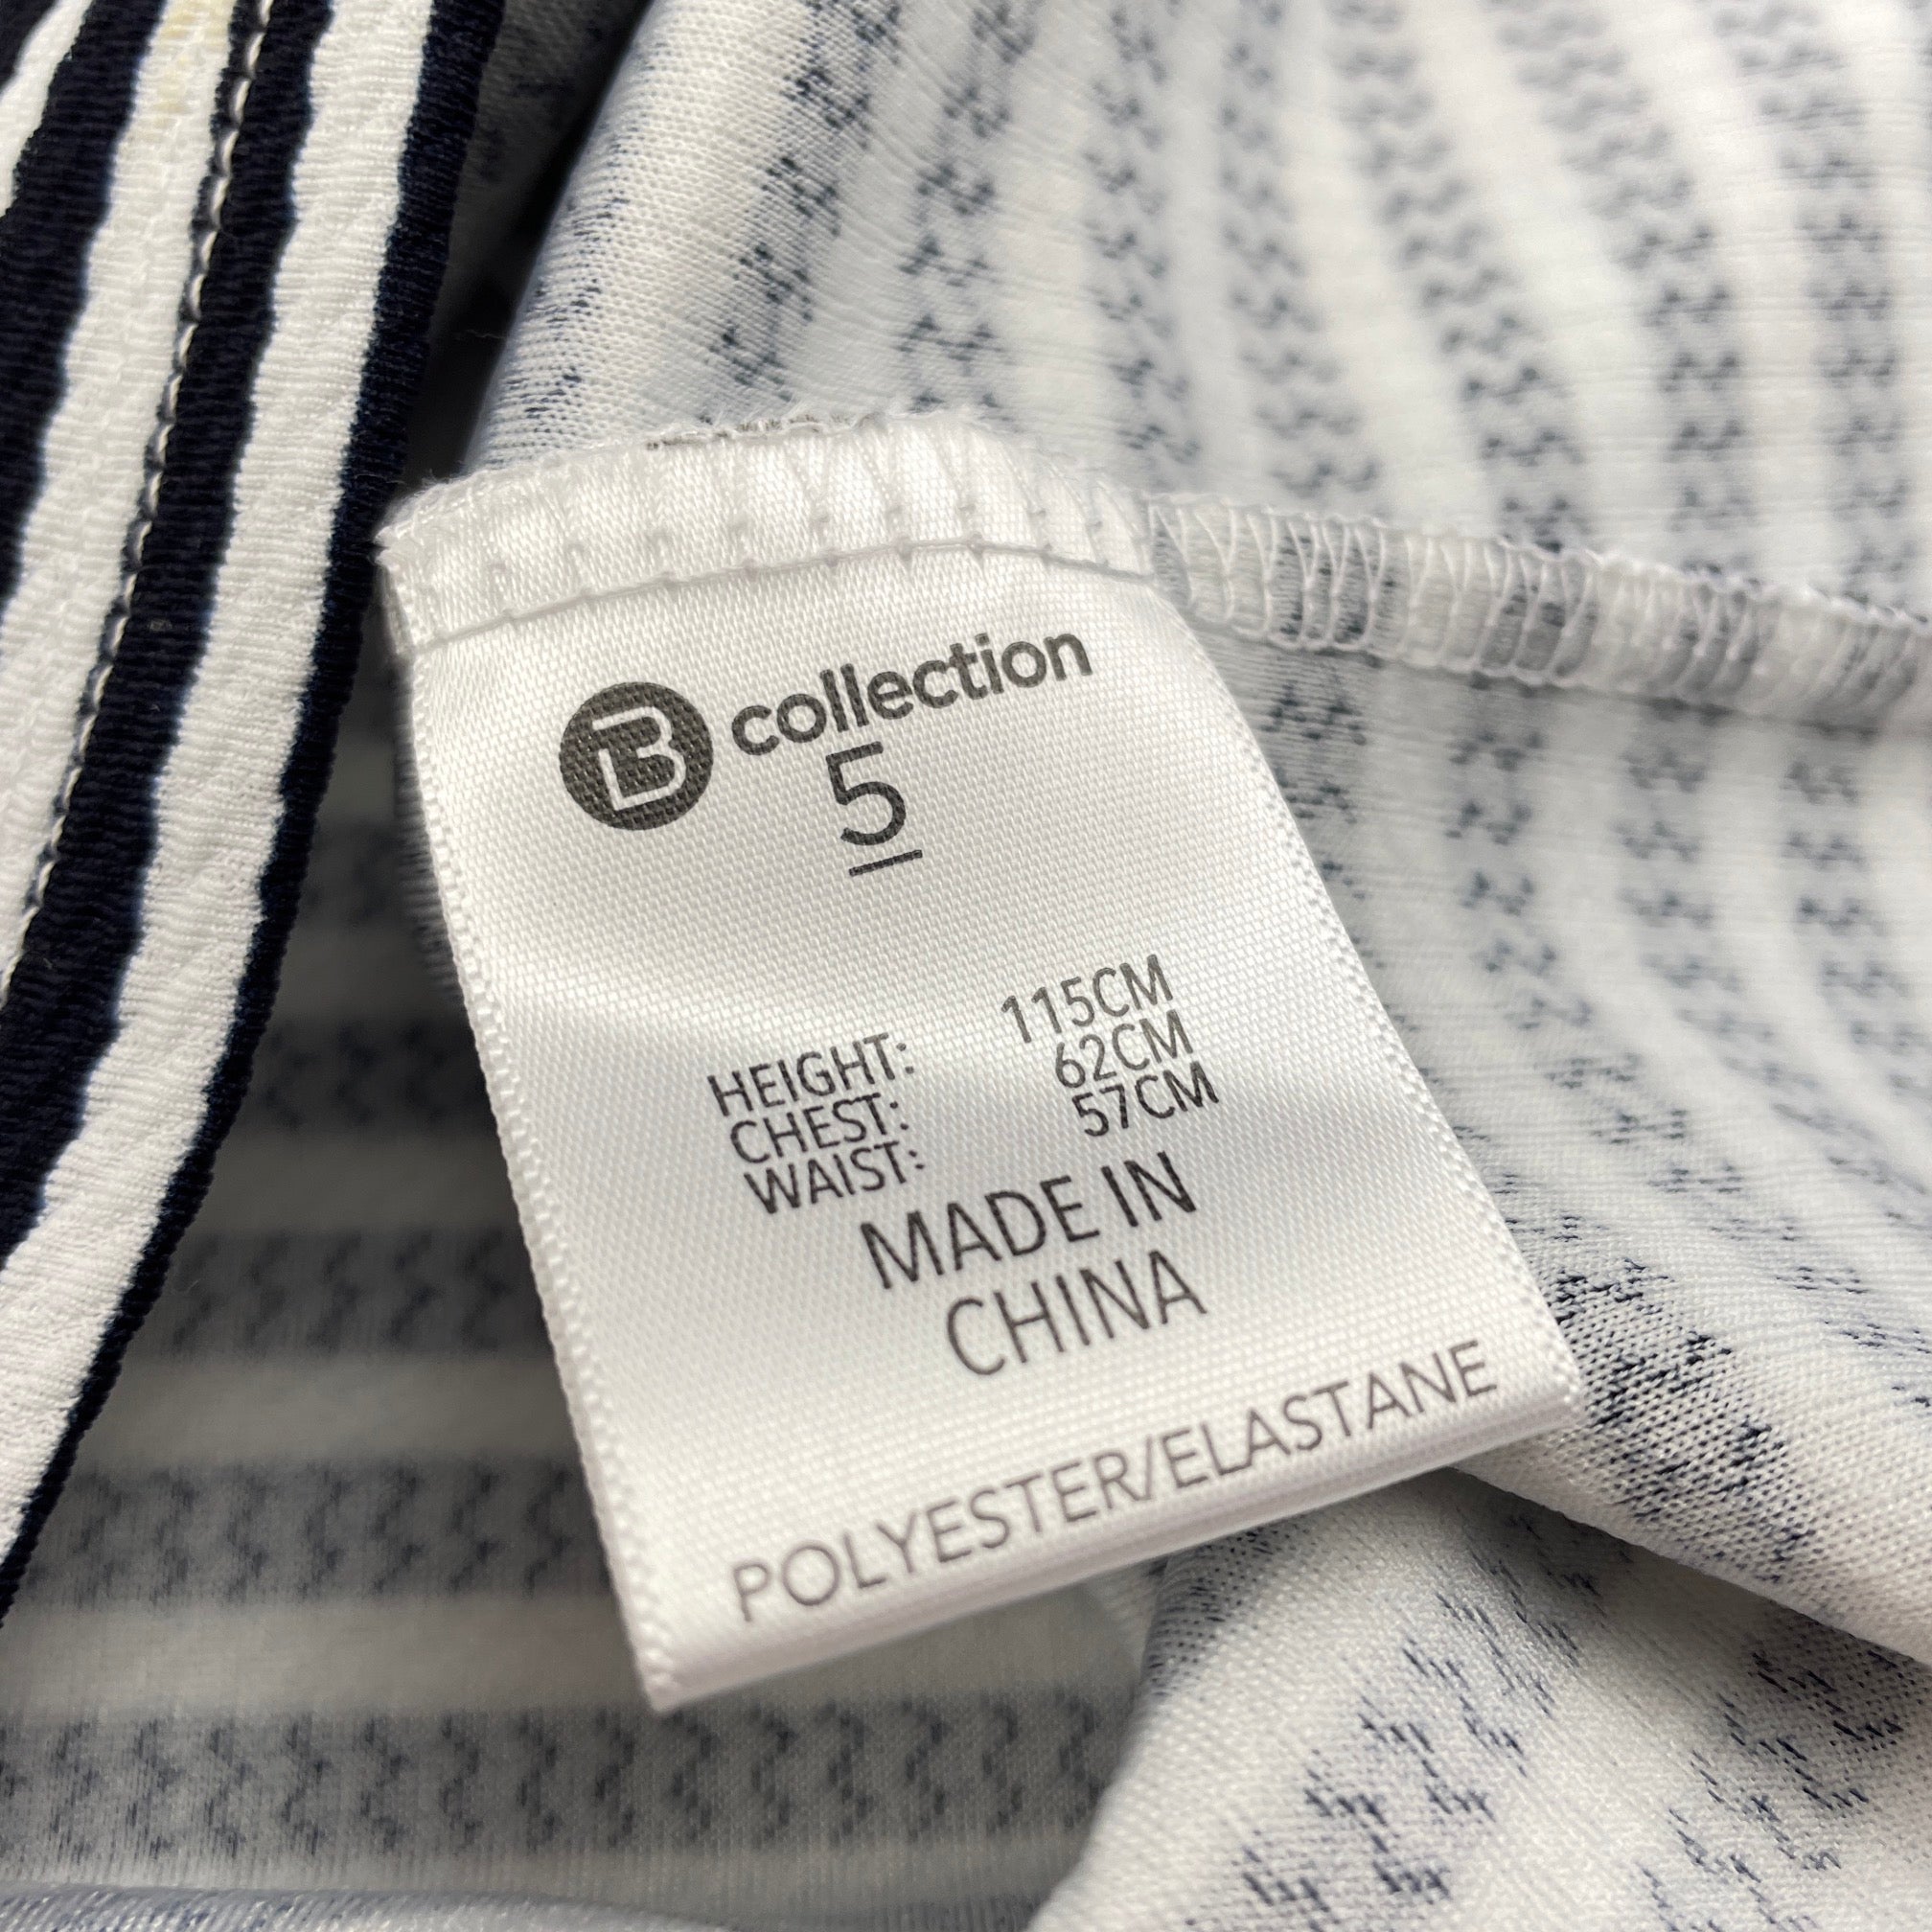 B collection
5
HEIGHT: 115CM
CHEST: 62CM
WAIST: 57CM
MADE IN
CHINA
POLYESTER/ELASTANE